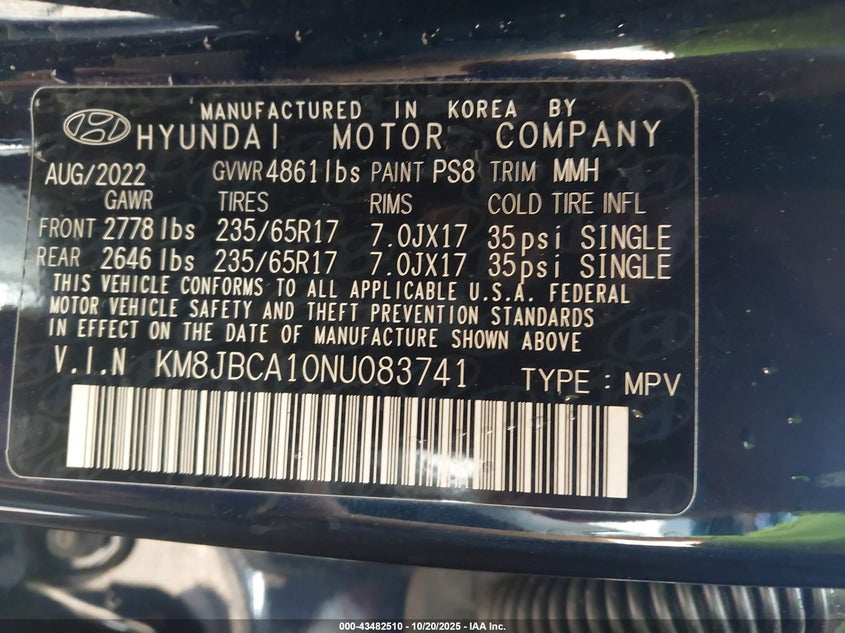 MANUFACTURED IN KOREA BY
HYUNDAI MOTOR COMPANY
AUG/2022 GVWR 4861 lbs PAINT PS8 TRIM MMH
GAWR TIRES RIMS COLD TIRE INFL
FRONT 2778 lbs 235/65R17 7.0JX17 35psi SINGLE
REAR 2646 lbs 235/65R17 7.0JX17 35psi SINGLE
THIS VEHICLE CONFORMS TO ALL APPLICABLE U.S.A. FEDERAL
MOTOR VEHICLE SAFETY AND THEFT PREVENTION STANDARDS
IN EFFECT ON THE DATE OF MANUFACTURE SHOWN ABOVE
V.I.N KM8JBCA10NU083741 TYPE : MPV
000-43482510 - 10/20/2025 - IAA Inc.